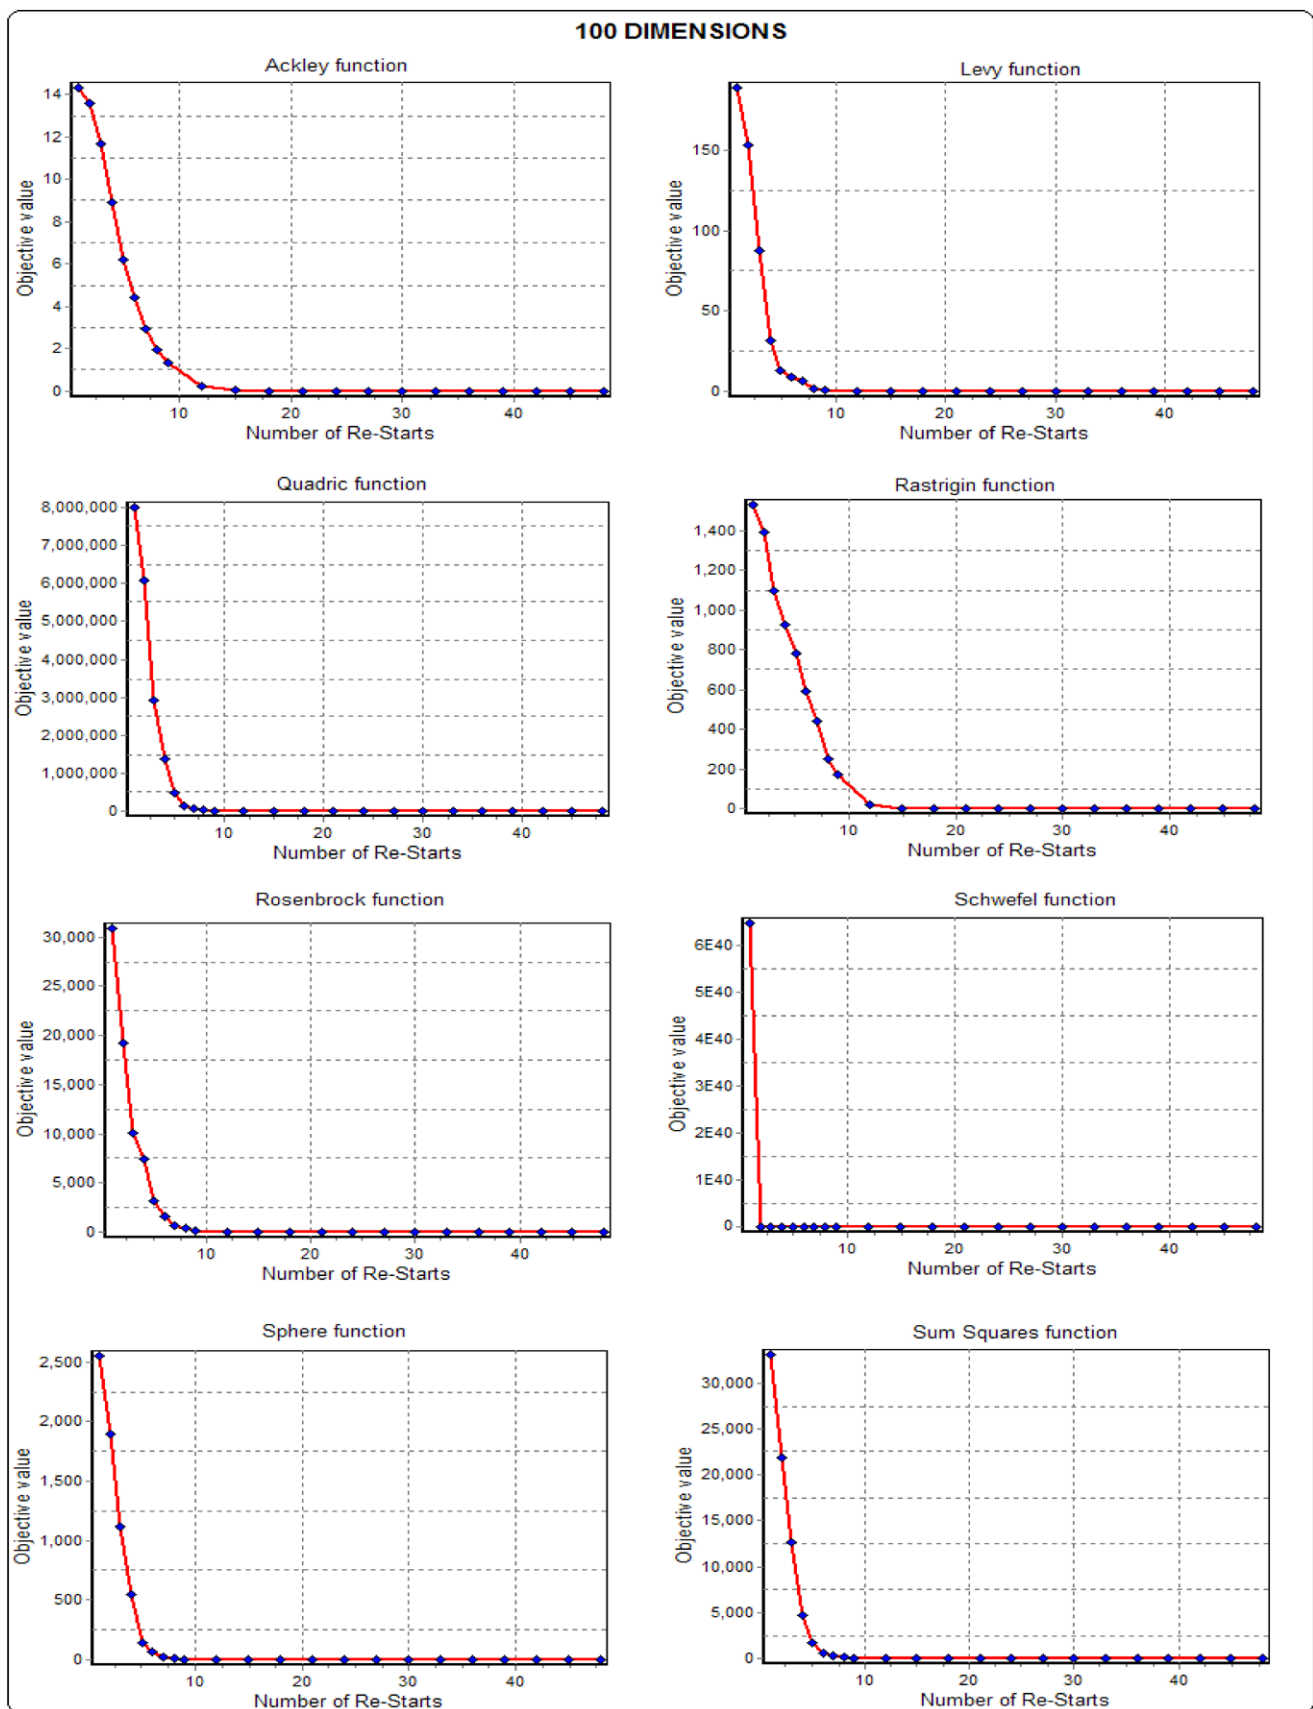 100 DIMENSIONS
Ackley function
Objective value
14
12
10
8
6
4
2
0
10 20 30 40
Number of Re-Starts
Levy function
Objective value
150
100
50
0
10 20 30 40
Number of Re-Starts
Quadric function
Objective value
8,000,000
7,000,000
6,000,000
5,000,000
4,000,000
3,000,000
2,000,000
1,000,000
0
10 20 30 40
Number of Re-Starts
Rastrigin function
Objective value
1,400
1,200
1,000
800
600
400
200
0
10 20 30 40
Number of Re-Starts
Rosenbrock function
Objective value
30,000
25,000
20,000
15,000
10,000
5,000
0
10 20 30 40
Number of Re-Starts
Schwefel function
Objective value
6E40
5E40
4E40
3E40
2E40
1E40
0
10 20 30 40
Number of Re-Starts
Sphere function
Objective value
2,500
2,000
1,500
1,000
500
0
10 20 30 40
Number of Re-Starts
Sum Squares function
Objective value
30,000
25,000
20,000
15,000
10,000
5,000
0
10 20 30 40
Number of Re-Starts